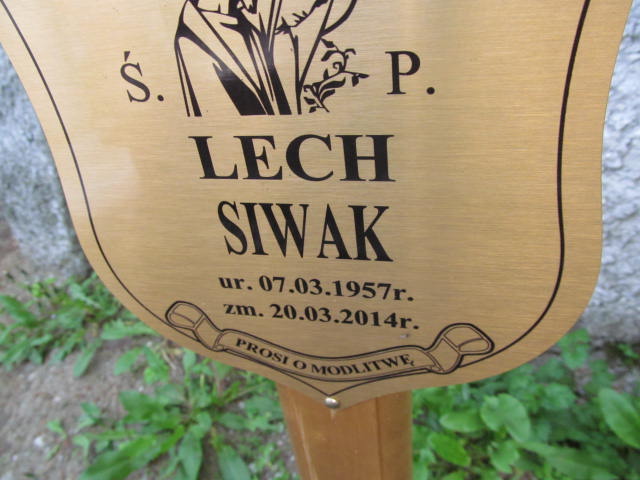 Ś. P.
LECH
SIWAK
ur. 07.03.1957r.
zm. 20.03.2014r.
PROSI O MODLITWĘ